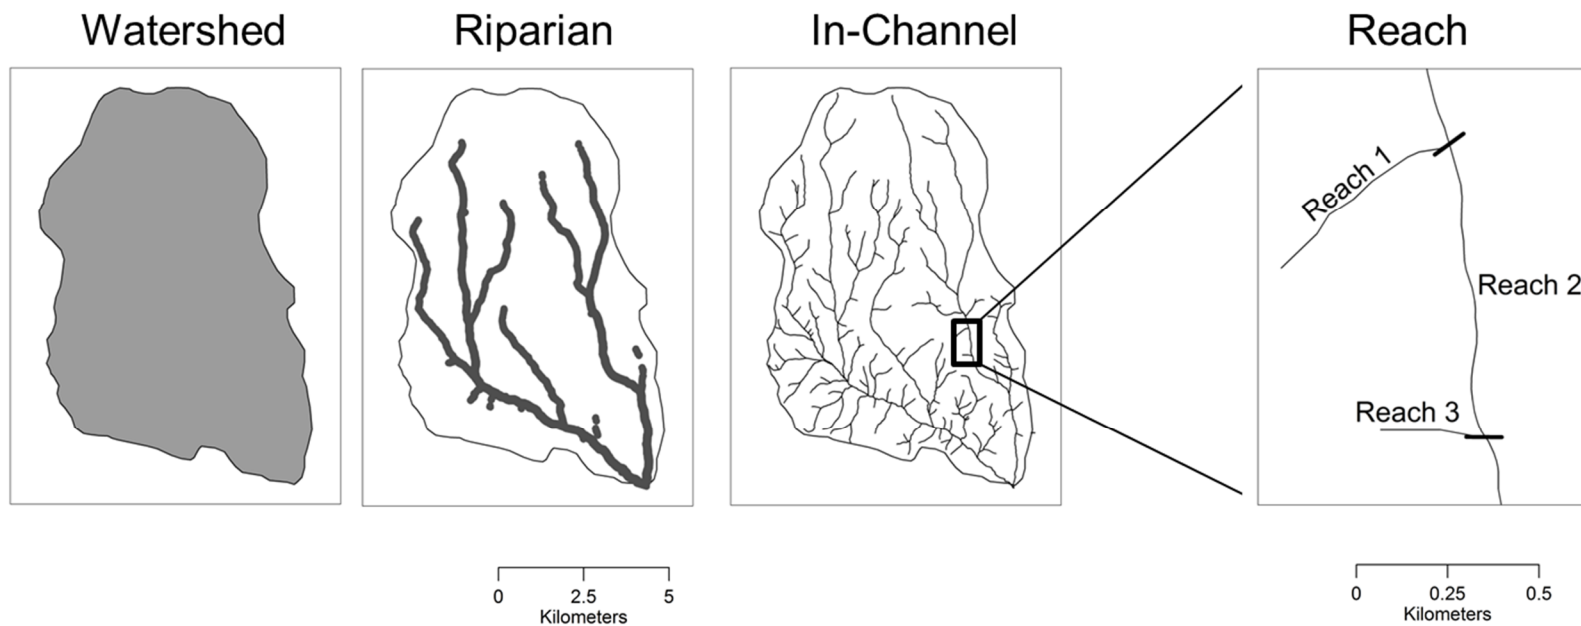 Watershed
Riparian
In-Channel
Reach
Reach 1
Reach 2
Reach 3
0 2.5 5
Kilometers
0 0.25 0.5
Kilometers